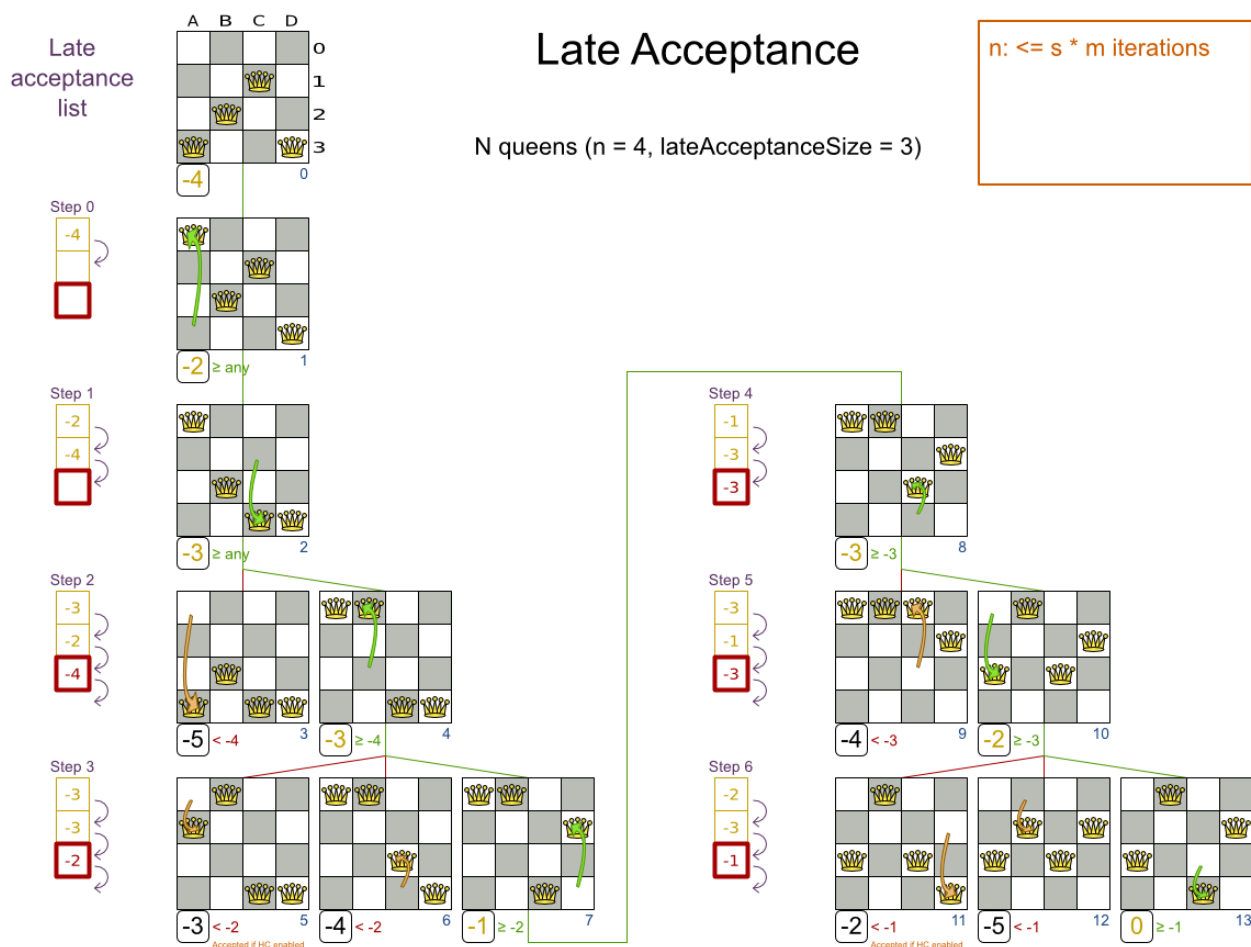 Late Acceptance
N queens (n = 4, lateAcceptanceSize = 3)
n: <= s * m iterations
Late
acceptance
list
A B C D
0
1
2
3
-4
0
Step 0
-4
-2 ≥ any
1
Step 1
-2
-4
-3 ≥ any
2
Step 2
-3
-2
-4
-5 < -4
3
-3 ≥ -4
4
Step 3
-3
-3
-2
-3 < -2
5
Accepted if HC enabled
-4 < -2
6
-1 ≥ -2
7
Step 4
-1
-3
-3
-3 ≥ -3
8
Step 5
-3
-1
-3
-4 < -3
9
-2 ≥ -3
10
Step 6
-2
-3
-1
-2 < -1
11
Accepted if HC enabled
-5 < -1
12
0 ≥ -1
13